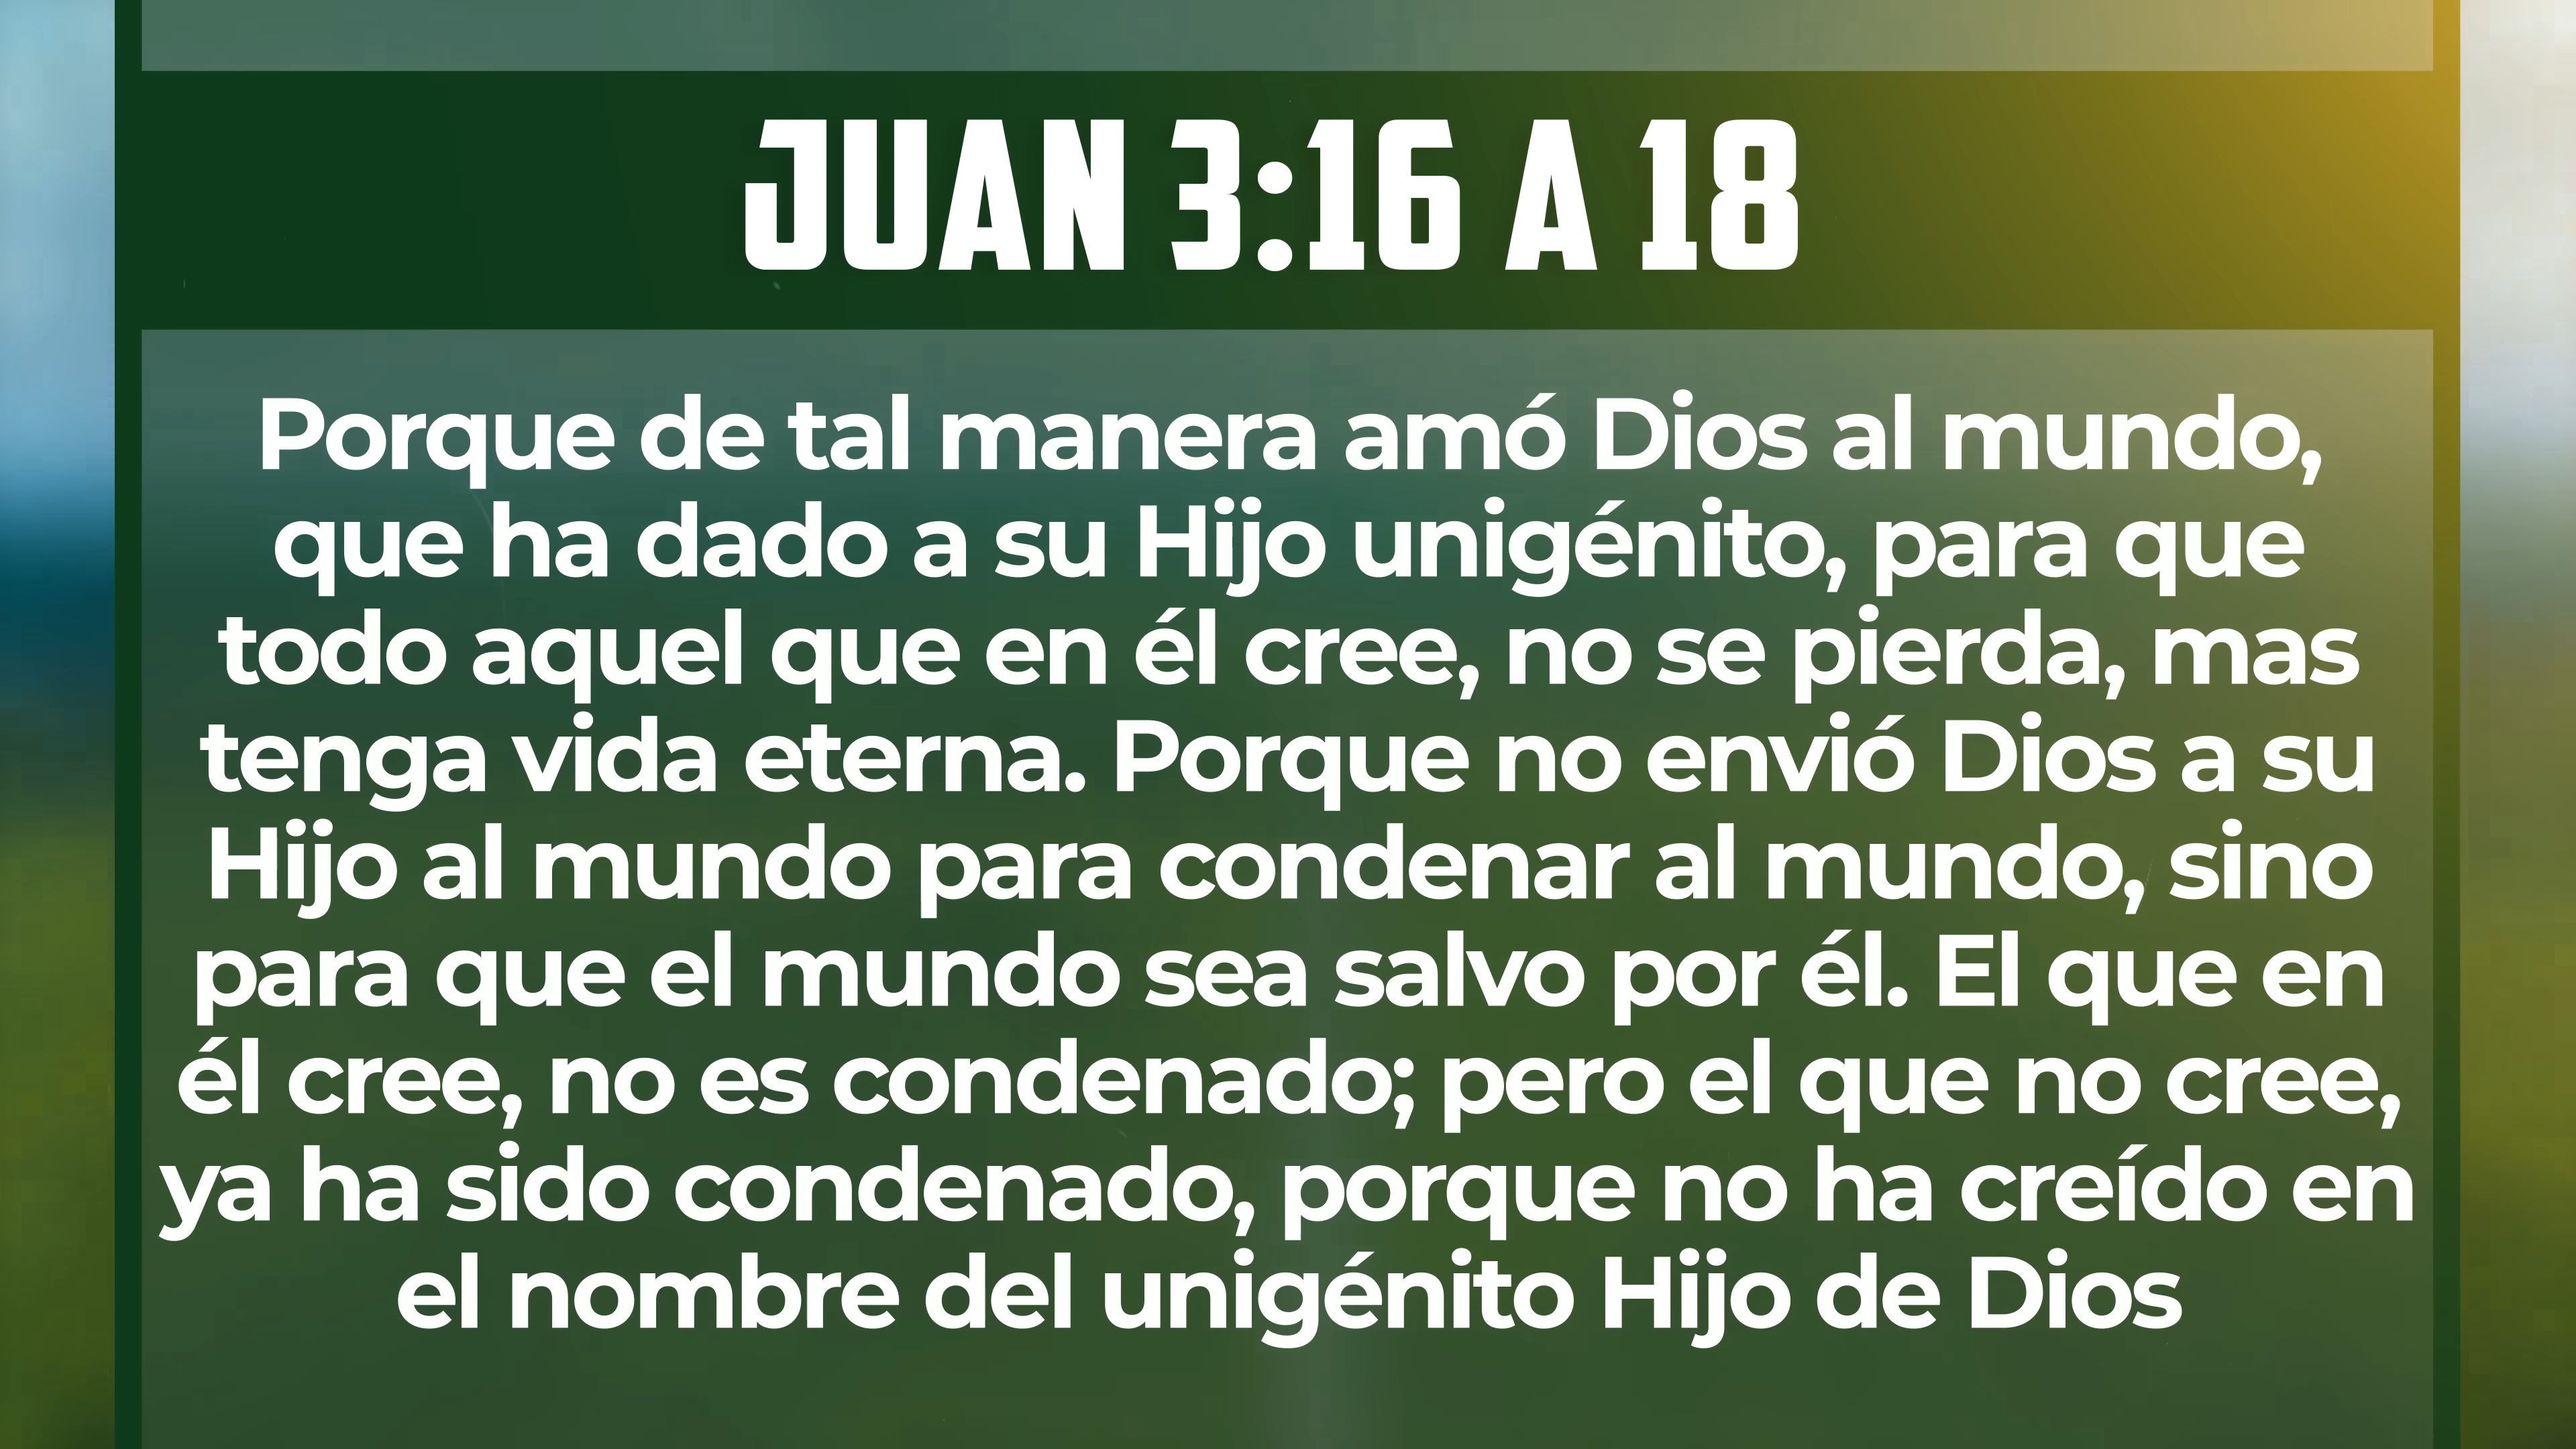 JUAN 3:16 A 18
Porque de tal manera amó Dios al mundo,
que ha dado a su Hijo unigénito, para que
todo aquel que en él cree, no se pierda, mas
tenga vida eterna. Porque no envió Dios a su
Hijo al mundo para condenar al mundo, sino
para que el mundo sea salvo por él. El que en
él cree, no es condenado; pero el que no cree,
ya ha sido condenado, porque no ha creído en
el nombre del unigénito Hijo de Dios